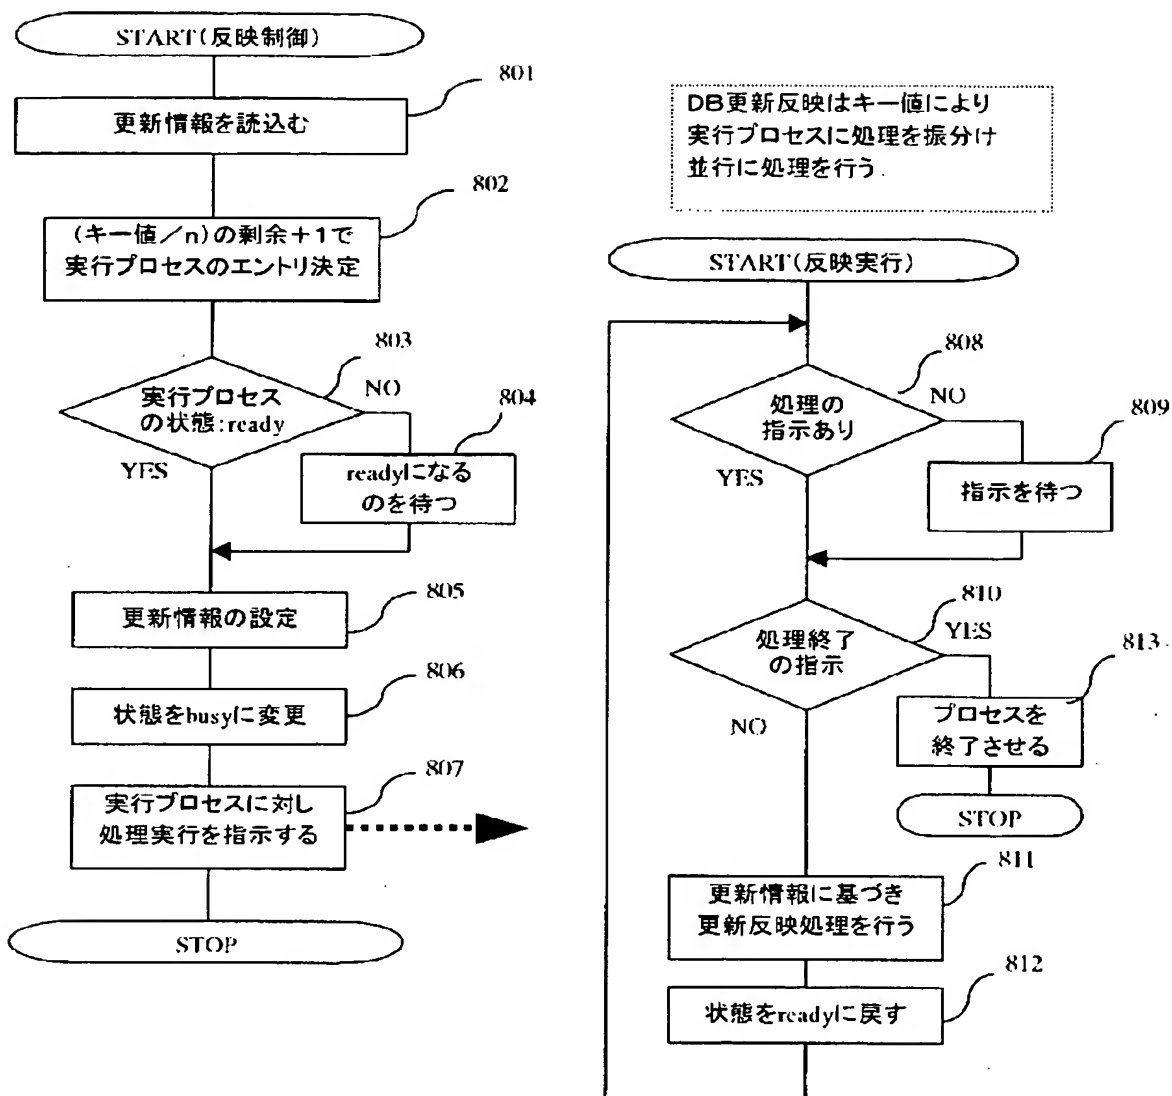 START(反映制御)
801
更新情報を読込む
802
(キー値/n)の剰余+1で
実行プロセスのエントリ決定
803
実行プロセス
の状態:ready
NO
804
YES
readyになる
のを待つ
805
更新情報の設定
806
状態をbusyに変更
807
実行プロセスに対し
処理実行を指示する
STOP
DB更新反映はキー値により
実行プロセスに処理を振分け
並行に処理を行う.
START(反映実行)
808
処理の
指示あり
NO
809
YES
指示を待つ
810
処理終了
の指示
YES
813
NO
プロセスを
終了させる
STOP
811
更新情報に基づき
更新反映処理を行う
812
状態をreadyに戻す